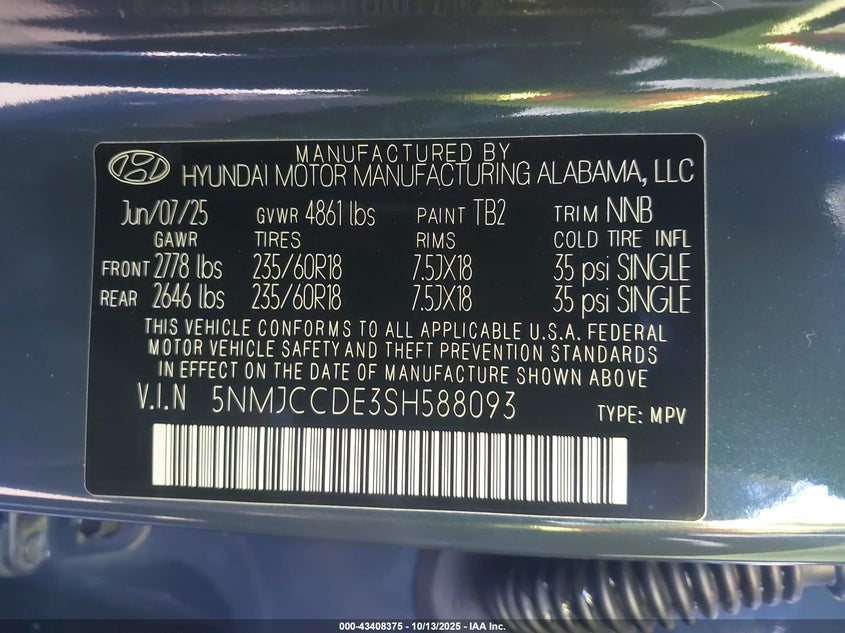 MANUFACTURED BY
HYUNDAI MOTOR MANUFACTURING ALABAMA, LLC
Jun/07/25 GVWR 4861 lbs PAINT TB2 TRIM NNB
GAWR TIRES RIMS COLD TIRE INFL
FRONT 2778 lbs 235/60R18 7.5JX18 35 psi SINGLE
REAR 2646 lbs 235/60R18 7.5JX18 35 psi SINGLE
THIS VEHICLE CONFORMS TO ALL APPLICABLE U.S.A. FEDERAL
MOTOR VEHICLE SAFETY AND THEFT PREVENTION STANDARDS
IN EFFECT ON THE DATE OF MANUFACTURE SHOWN ABOVE
V.I.N 5NMJCCDE3SH588093 TYPE: MPV
000-43408375 - 10/13/2025 - IAA Inc.